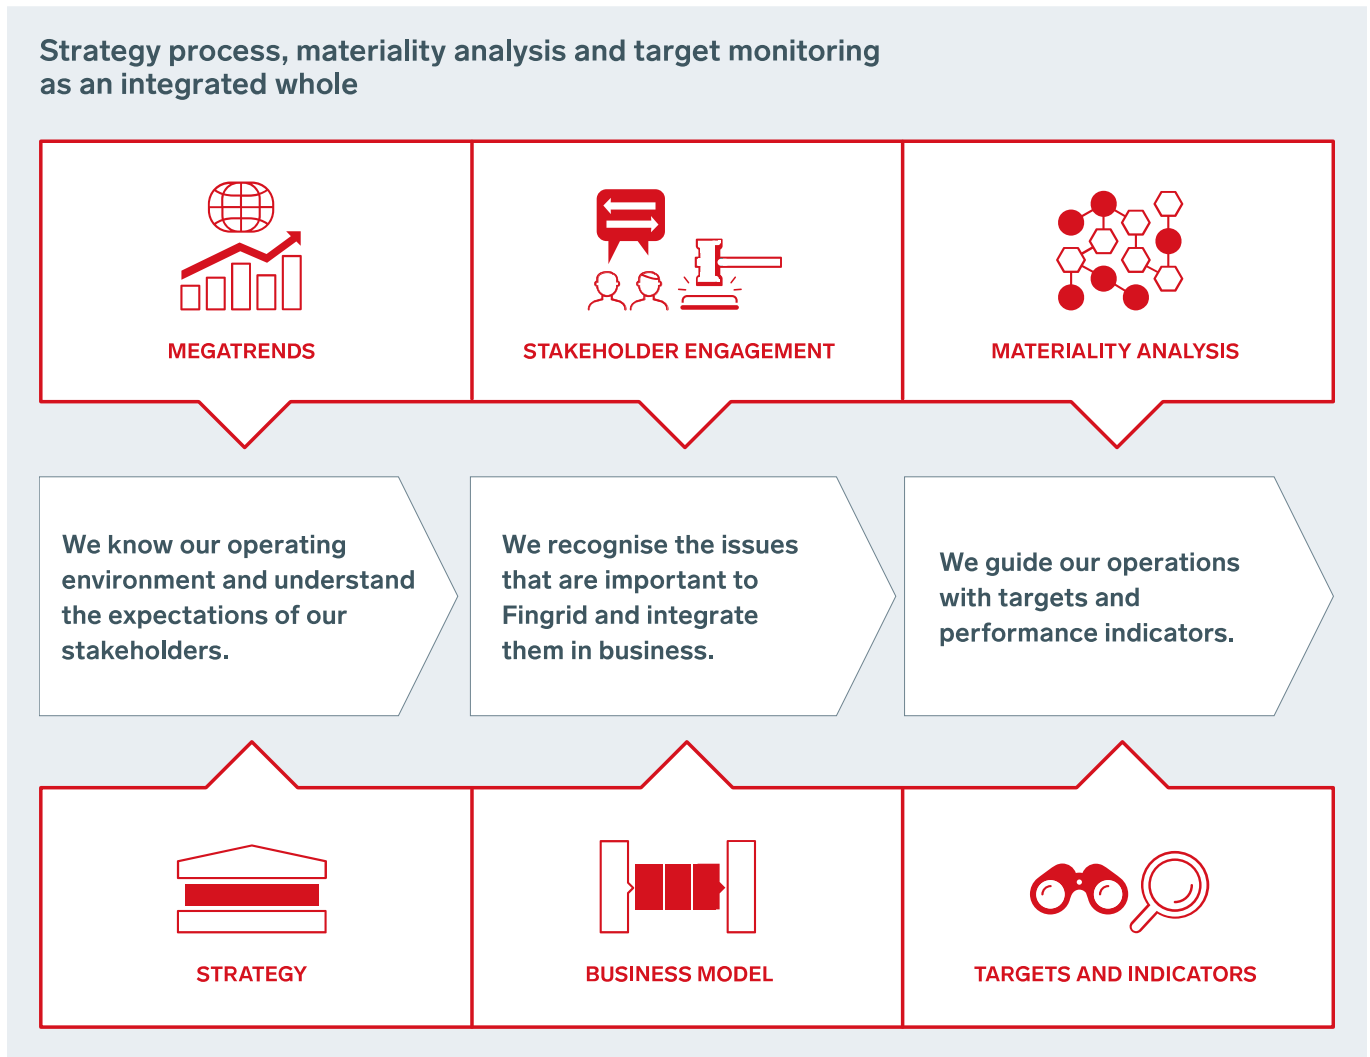 Strategy process, materiality analysis and target monitoring
as an integrated whole
MEGATRENDS
STAKEHOLDER ENGAGEMENT
MATERIALITY ANALYSIS
We know our operating
environment and understand
the expectations of our
stakeholders.
We recognise the issues
that are important to
Fingrid and integrate
them in business.
We guide our operations
with targets and
performance indicators.
STRATEGY
BUSINESS MODEL
TARGETS AND INDICATORS